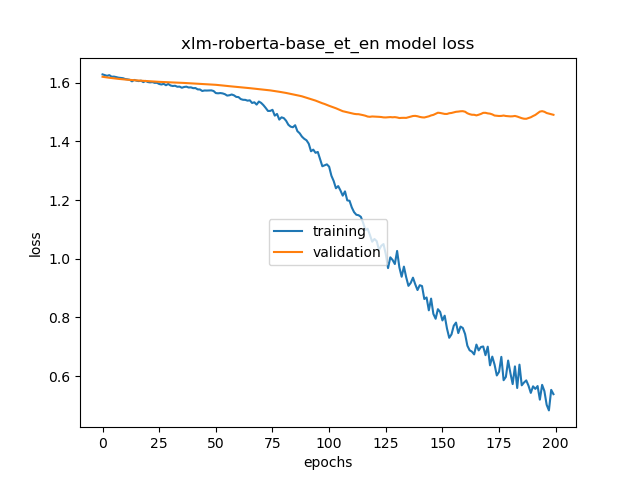 xlm-roberta-base_et_en model loss
1.6
1.4
1.2
1.0
0.8
0.6
loss
training
validation
0 25 50 75 100 125 150 175 200
epochs